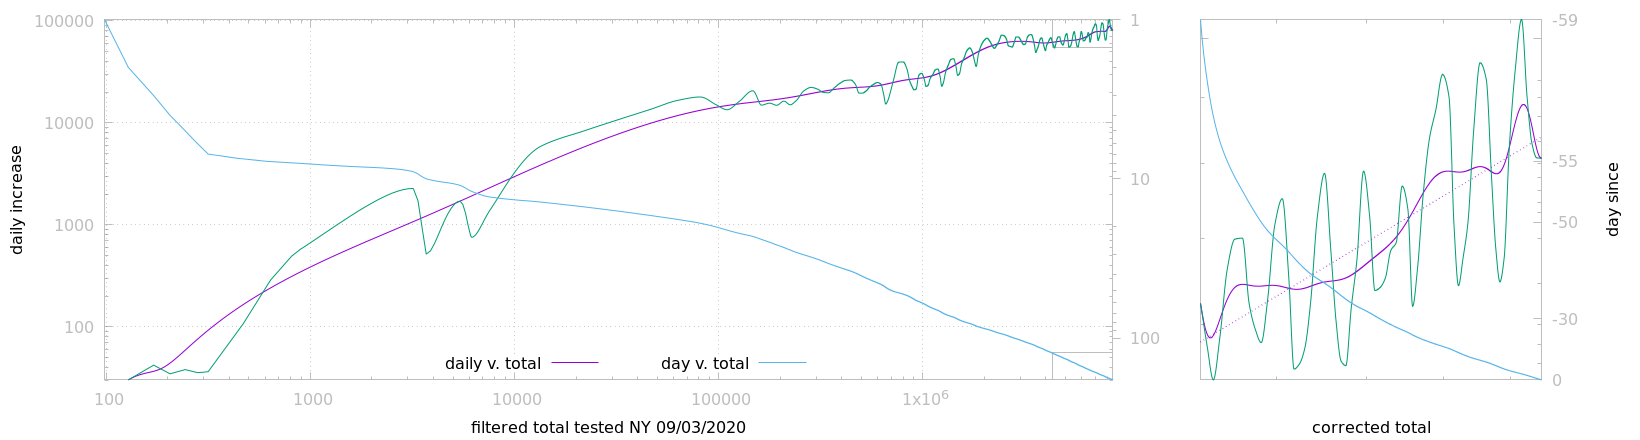 100000
10000
1000
100
daily increase
100
1000
10000
100000
1x10⁶
1
10
100
daily v. total
day v. total
filtered total tested NY 09/03/2020
-59
-55
-50
-30
0
day since
corrected total